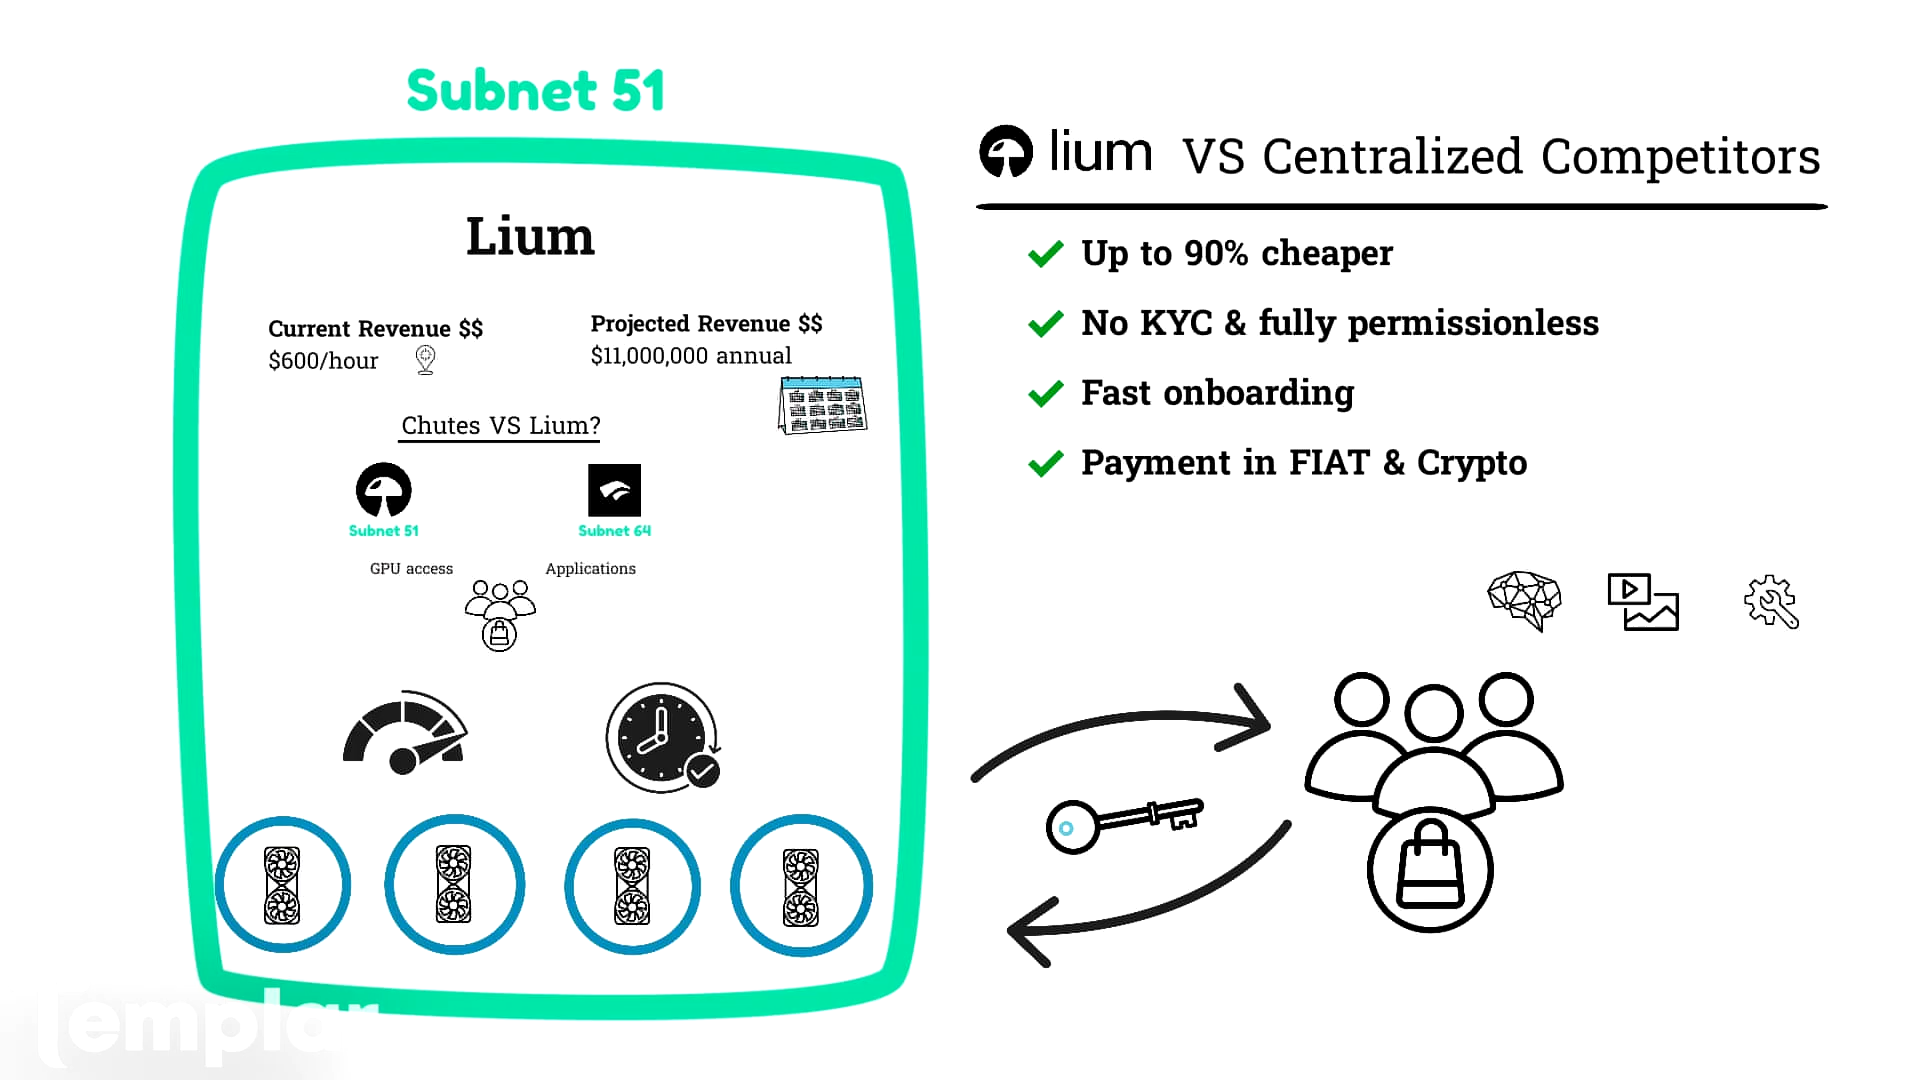 Subnet 51
Lium
Current Revenue $$
$600/hour
Projected Revenue $$
$11,000,000 annual
Chutes VS Lium?
Subnet 51
Subnet 64
GPU access
Applications
lium VS Centralized Competitors
Up to 90% cheaper
No KYC & fully permissionless
Fast onboarding
Payment in FIAT & Crypto
templar